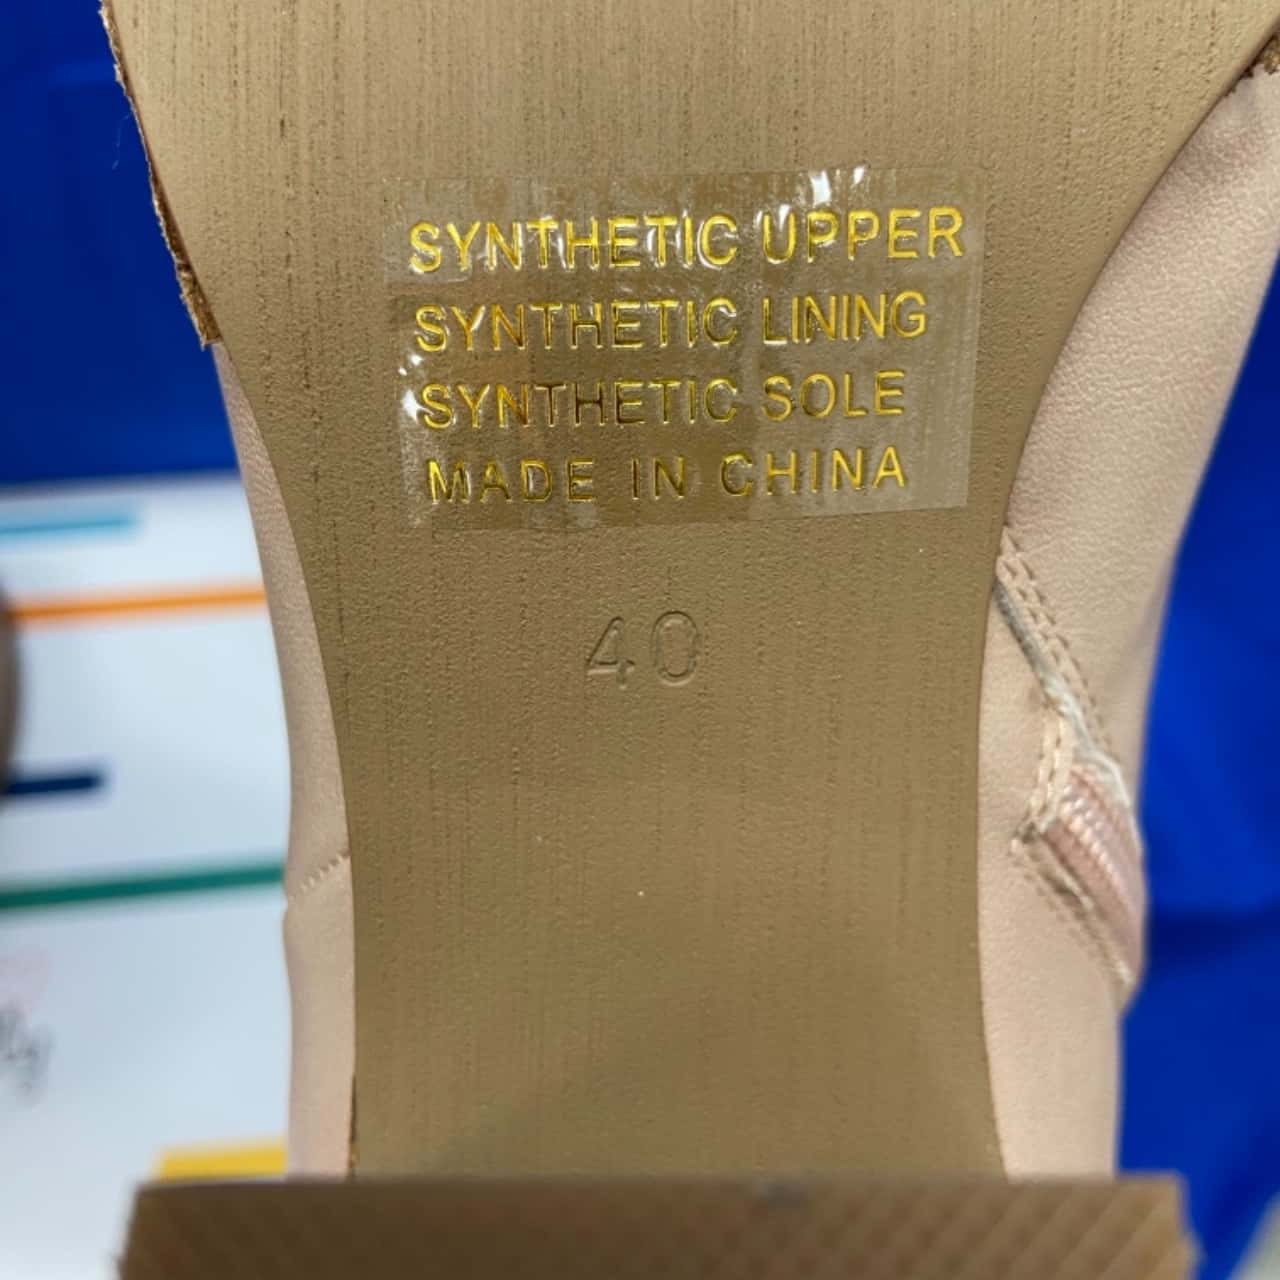 SYNTHETIC UPPER
SYNTHETIC LINING
SYNTHETIC SOLE
MADE IN CHINA
40